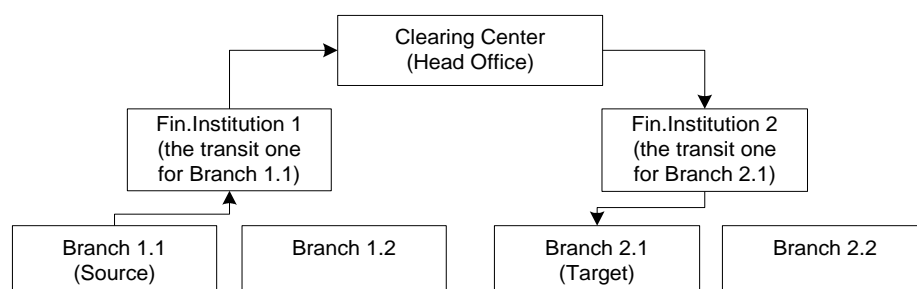 Clearing Center
(Head Office)
Fin.Institution 1
(the transit one
for Branch 1.1)
Fin.Institution 2
(the transit one
for Branch 2.1)
Branch 1.1
(Source)
Branch 1.2
Branch 2.1
(Target)
Branch 2.2